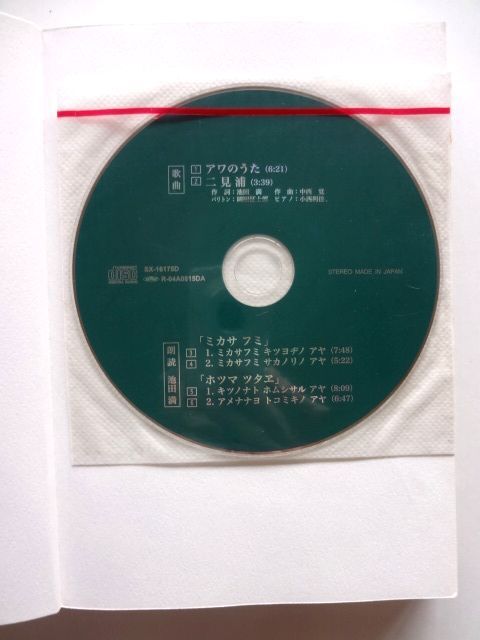 歌曲
1 アワのうた (6:21)
2 二見浦 (3:39)
作詞:池田 満 作曲:中西 覚
バリトン: ピアノ:小西明佳
COMPACT
disc
DIGITAL AUDIO
SX-1617SD
R-04A0815DA
STEREO MADE IN JAPAN
朗読 池田 満
「ミカサ フミ」
3 1. ミカサフミ キツヨヂノ アヤ (7:48)
4 2. ミカサフミ サカノリノ アヤ (5:22)
「ホツマ ツタヱ」
5 1. キツノナト ホムシサル アヤ (8:09)
6 2. アメナナヨ トコミキノ アヤ (6:47)